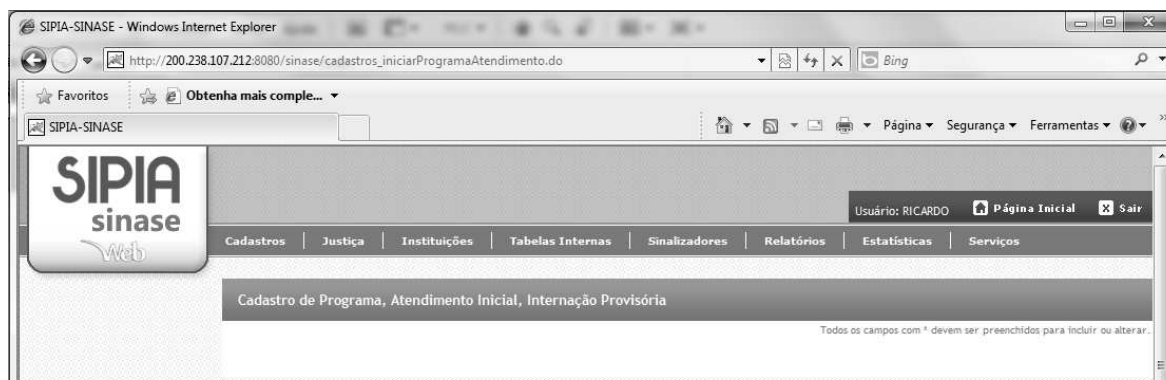 SIPIA-SINASE - Windows Internet Explorer
http://200.238.107.212:8080/sinase/cadastros_iniciarProgramaAtendimento.do
Bing
Favoritos
Obtenha mais comple...
SIPIA-SINASE
Página
Segurança
Ferramentas
SIPIA
sinase
Web
Usuário: RICARDO
Página Inicial
Sair
Cadastros | Justiça | Instituições | Tabelas Internas | Sinalizadores | Relatórios | Estatísticas | Serviços
Cadastro de Programa, Atendimento Inicial, Internação Provisória
Todos os campos com * devem ser preenchidos para incluir ou alterar.